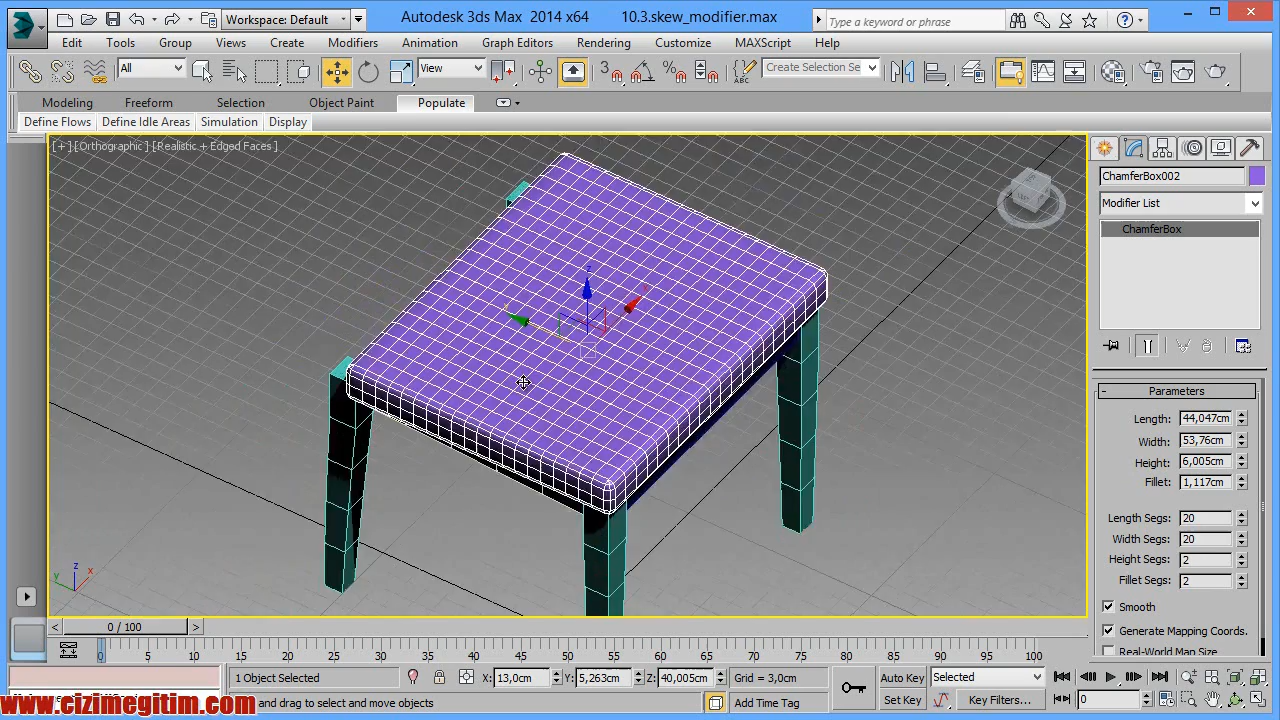 Workspace: Default
Autodesk 3ds Max 2014 x64 10.3.skew_modifier.max
Type a keyword or phrase
Edit Tools Group Views Create Modifiers Animation Graph Editors Rendering Customize MAXScript Help
All View 3 ABC Create Selection Se
Modeling Freeform Selection Object Paint Populate
Define Flows Define Idle Areas Simulation Display
[+] [Orthographic ] [Realistic + Edged Faces ]
ChamferBox002
Modifier List
ChamferBox
Parameters
Length: 44,047cm
Width: 53,76cm
Height: 6,005cm
Fillet: 1,117cm
Length Segs: 20
Width Segs: 20
Height Segs: 2
Fillet Segs: 2
Smooth
Generate Mapping Coords.
Real-World Map Size
z
y
x
z
< 0 / 100 >
0 5 10 15 20 25 30 35 40 45 50 55 60 65 70 75 80 85 90 95 100
1 Object Selected X: 13,0cm Y: 5,263cm Z: 40,005cm Grid = 3,0cm Auto Key Selected
www.cizimegitim.com and drag to select and move objects Add Time Tag Set Key Key Filters... 0